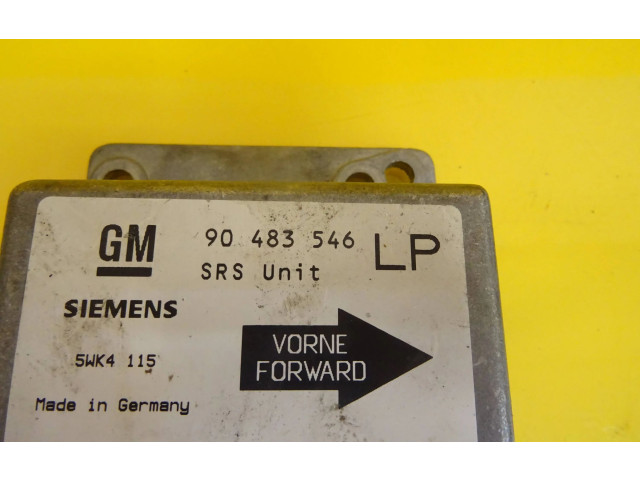 GM 90 483 546 LP
SRS Unit
SIEMENS
VORNE
FORWARD
5WK4 115
Made in Germany